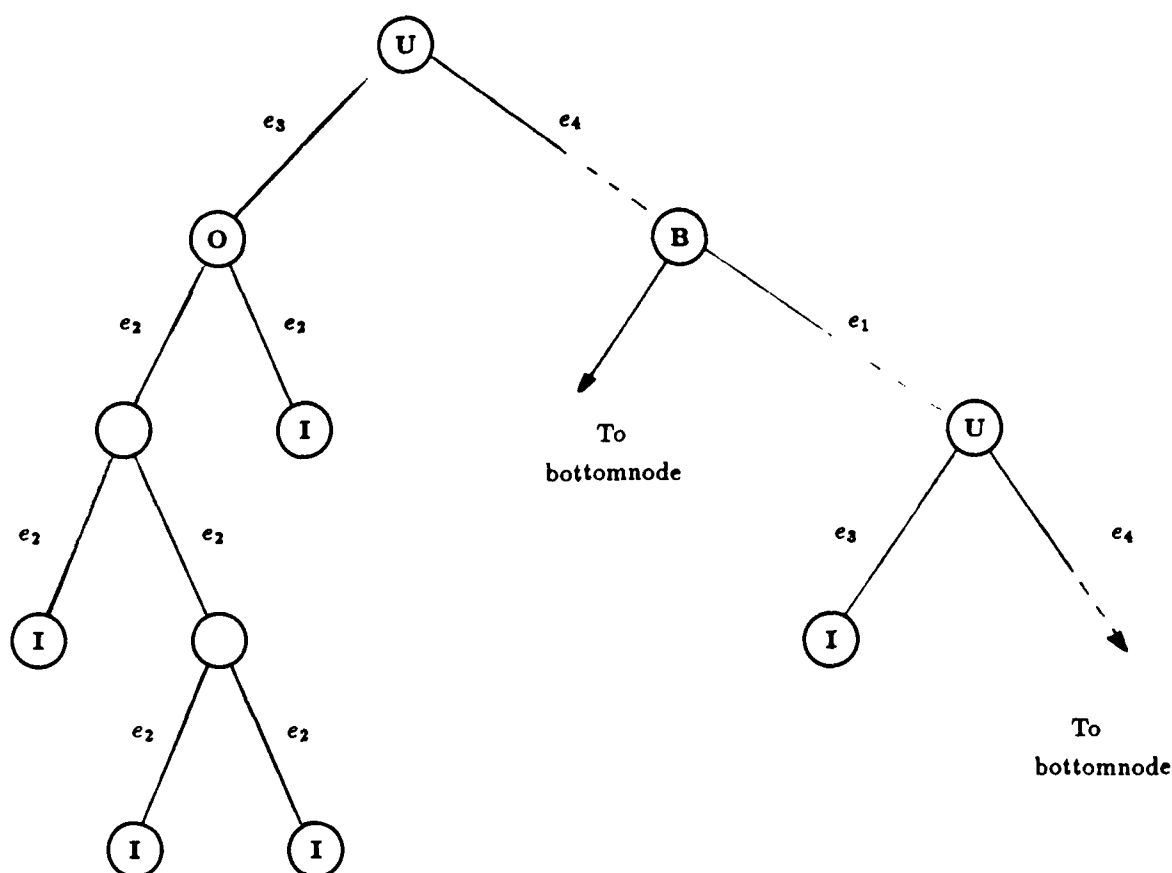 U
e₃
e₄
O
B
e₂
e₂
e₁
I
To
bottomnode
U
e₂
e₂
e₃
e₄
I
I
e₂
e₂
To
bottomnode
I
I